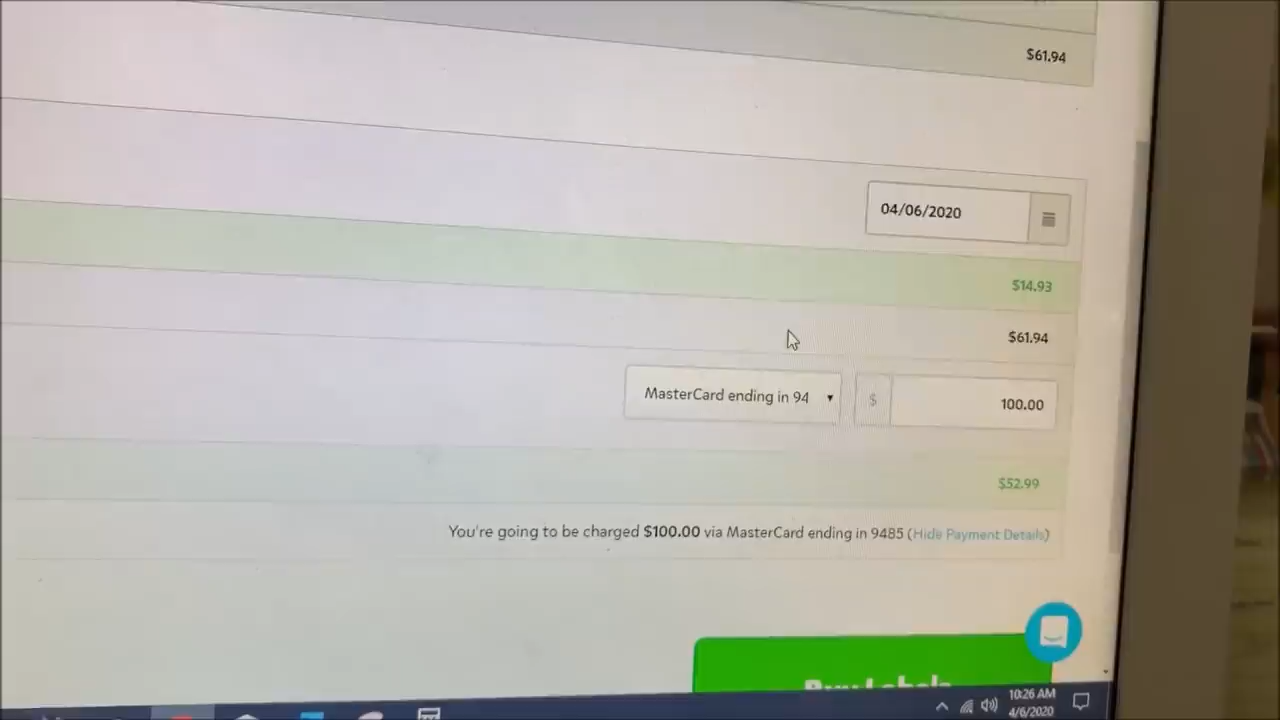 $61.94
04/06/2020
$14.93
$61.94
MasterCard ending in 94
$ 100.00
$52.99
You're going to be charged $100.00 via MasterCard ending in 9485 (Hide Payment Details)
Buy Labels
10:26 AM
4/6/2020